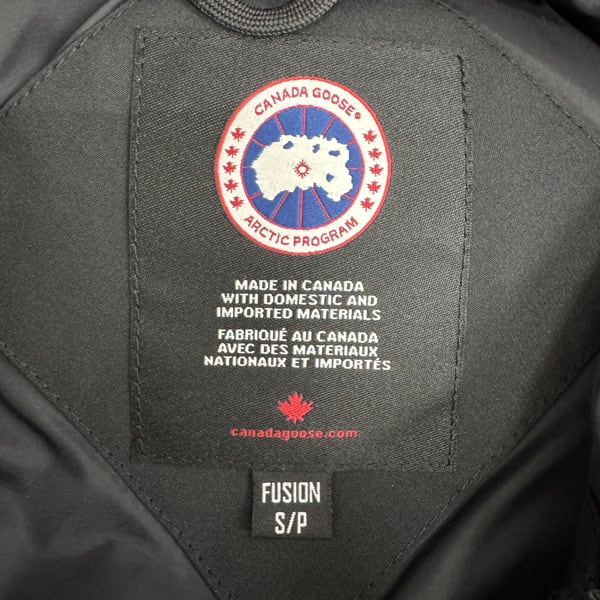 CANADA GOOSE®
ARCTIC PROGRAM
MADE IN CANADA
WITH DOMESTIC AND
IMPORTED MATERIALS
FABRIQUÉ AU CANADA
AVEC DES MATERIAUX
NATIONAUX ET IMPORTÉS
canadagoose.com
FUSION
S/P